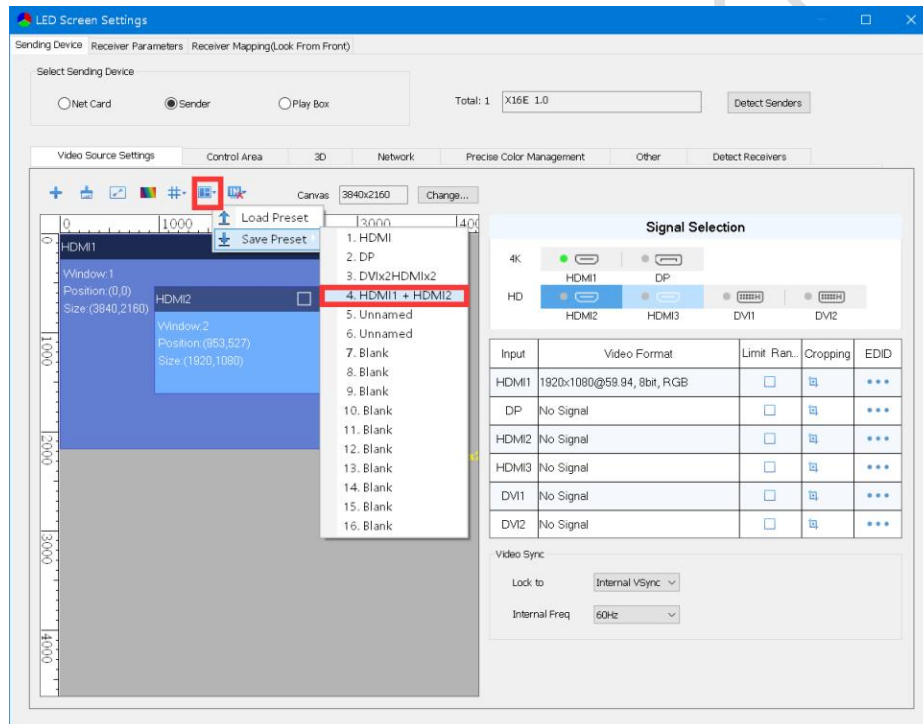 LED Screen Settings
Sending Device Receiver Parameters Receiver Mapping(Look From Front)
Select Sending Device
Net Card Sender Play Box Total: 1 X16E 1.0 Detect Senders
Video Source Settings Control Area 3D Network Precise Color Management Other Detect Receivers
Canvas 3840x2160 Change...
0 1000 3000 400
Load Preset
Save Preset
1. HDMI
2. DP
3. DVIx2HDMIx2
4. HDMI1 + HDMI2
5. Unnamed
6. Unnamed
7. Blank
8. Blank
9. Blank
10. Blank
11. Blank
12. Blank
13. Blank
14. Blank
15. Blank
16. Blank
0
1000
2000
3000
4000
HDMI1
Window:1
Position:(0,0)
Size:(3840,2160)
HDMI2
Window:2
Position:(953,527)
Size:(1920,1080)
Signal Selection
4K
HDMI1 DP
HD
HDMI2 HDMI3 DVI1 DVI2
Input Video Format Limit Ran... Cropping EDID
HDMI1 1920x1080@59.94, 8bit, RGB
DP No Signal
HDMI2 No Signal
HDMI3 No Signal
DVI1 No Signal
DVI2 No Signal
Video Sync
Lock to Internal VSync
Internal Freq 60Hz